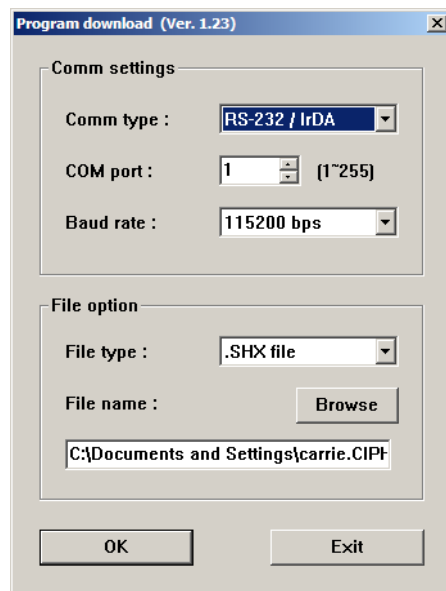 Program download (Ver. 1.23)
Comm settings
Comm type : RS-232 / IrDA
COM port : 1 (1~255)
Baud rate : 115200 bps
File option
File type : .SHX file
File name : Browse
C:\Documents and Settings\carrie.CIPH
OK Exit